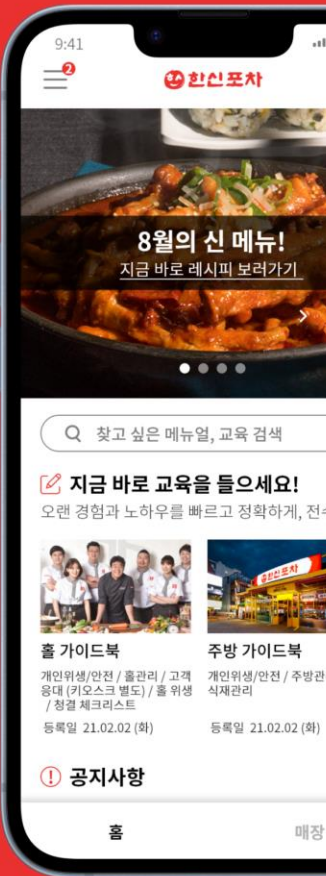 9:41
2
한신포차
8월의 신 메뉴!
지금 바로 레시피 보러가기
찾고 싶은 메뉴얼, 교육 검색
지금 바로 교육을 들으세요!
오랜 경험과 노하우를 빠르고 정확하게, 전수
홀 가이드북
개인위생/안전 / 홀관리 / 고객
응대 (키오스크 별도) / 홀 위생
/ 청결 체크리스트
등록일 21.02.02 (화)
한신포차
주방 가이드북
개인위생/안전 / 주방관
식재관리
등록일 21.02.02 (화)
공지사항
홈
매장